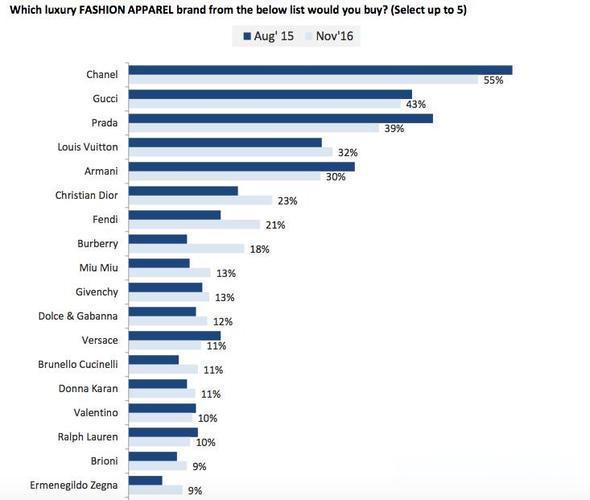 Which luxury FASHION APPAREL brand from the below list would you buy? (Select up to 5)
Aug' 15 Nov'16
Chanel 55%
Gucci 43%
Prada 39%
Louis Vuitton 32%
Armani 30%
Christian Dior 23%
Fendi 21%
Burberry 18%
Miu Miu 13%
Givenchy 13%
Dolce & Gabanna 12%
Versace 11%
Brunello Cucinelli 11%
Donna Karan 11%
Valentino 10%
Ralph Lauren 10%
Brioni 9%
Ermenegildo Zegna 9%